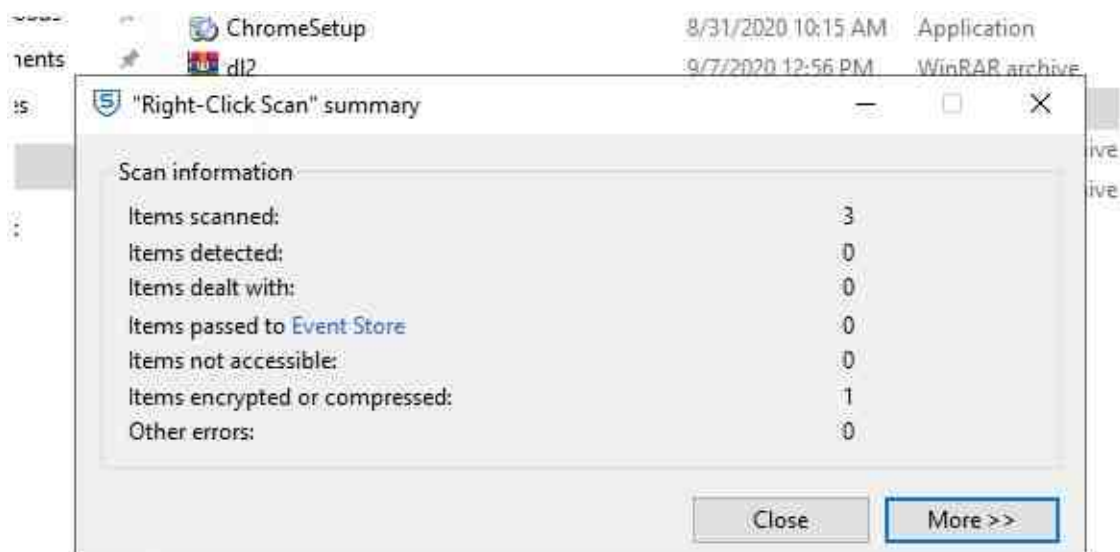 ChromeSetup 8/31/2020 10:15 AM Application
dl2 9/7/2020 12:56 PM WinRAR archive
"Right-Click Scan" summary
Scan information
Items scanned: 3
Items detected: 0
Items dealt with: 0
Items passed to Event Store 0
Items not accessible: 0
Items encrypted or compressed: 1
Other errors: 0
Close More >>